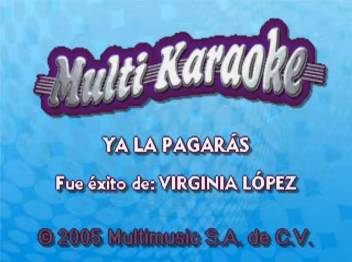 Multi Karaoke
YA LA PAGARÁS
Fue éxito de: VIRGINIA LÓPEZ
© 2005 Multimusic S.A. de C.V.